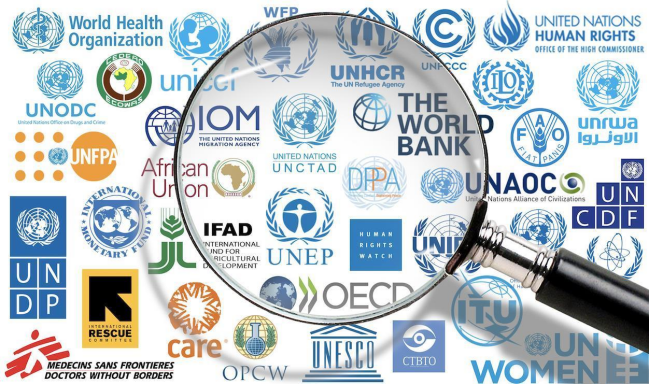 World Health
Organization
WFP
UNITED NATIONS
HUMAN RIGHTS
OFFICE OF THE HIGH COMMISSIONER
UNFCCC
unicef
ECOWAS
UNHCR
The UN Refugee Agency
ILO
UNODC
United Nations Office on Drugs and Crime
IOM
THE UNITED NATIONS
MIGRATION AGENCY
THE
WORLD
BANK
FAO
FIAT PANIS
unrwa
الأونروا
UNFPA
African
Union
UNITED NATIONS
UNCTAD
DPPA
UNAOC
United Nations Alliance of Civilizations
UN
CDF
INTERNATIONAL
MONETARY FUND
IFAD
INTERNATIONAL
FUND FOR
AGRICULTURAL
DEVELOPMENT
UNEP
HUMAN
RIGHTS
WATCH
UN
DP
INTERNATIONAL
RESCUE
COMMITTEE
care
OECD
ITU
MEDECINS SANS FRONTIERES
DOCTORS WITHOUT BORDERS
OPCW
UNESCO
CTBTO
UN
WOMEN